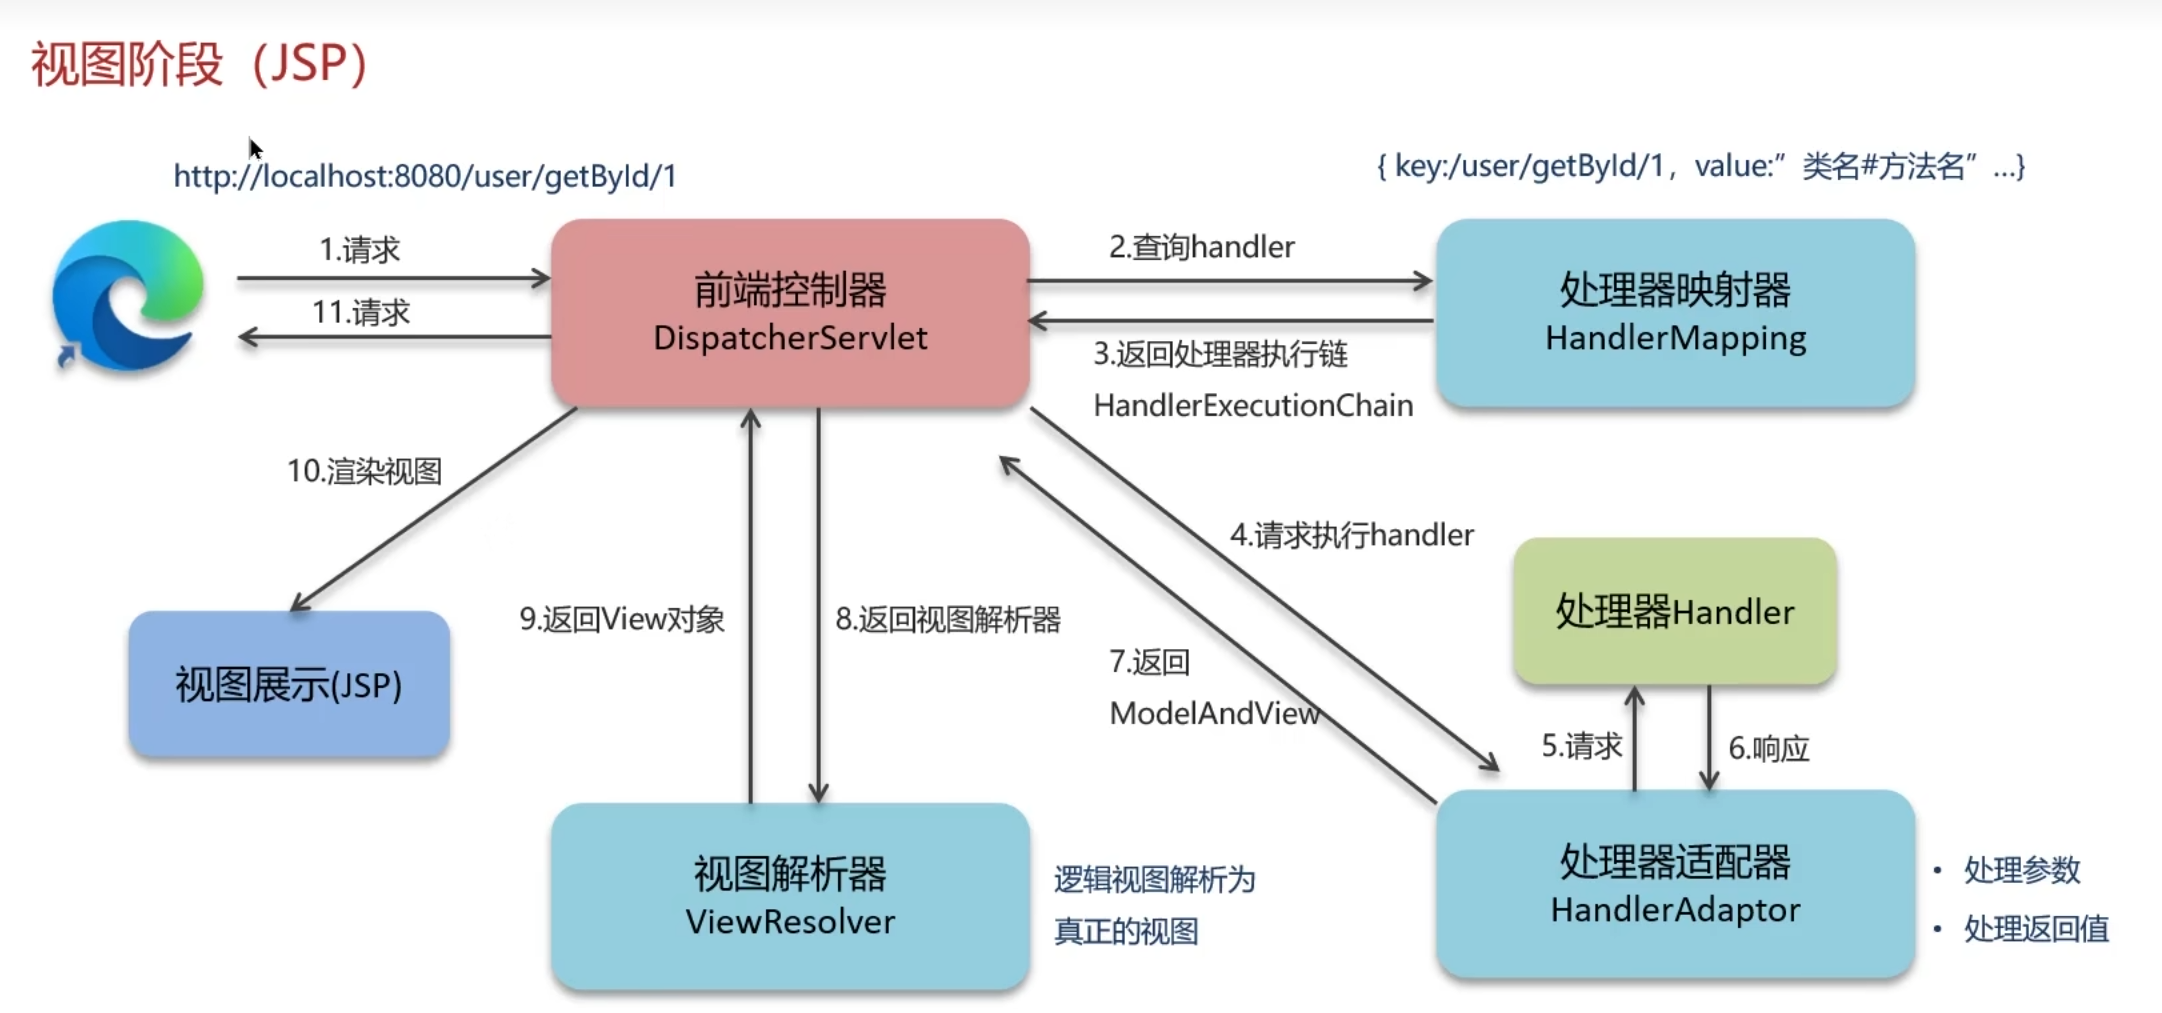 视图阶段（JSP）
http://localhost:8080/user/getById/1
{ key:/user/getById/1，value:”类名#方法名”...}
1.请求
11.请求
前端控制器
DispatcherServlet
2.查询handler
3.返回处理器执行链
HandlerExecutionChain
处理器映射器
HandlerMapping
10.渲染视图
4.请求执行handler
处理器Handler
9.返回View对象
8.返回视图解析器
7.返回
ModelAndView
视图展示(JSP)
5.请求
6.响应
视图解析器
ViewResolver
逻辑视图解析为
真正的视图
处理器适配器
HandlerAdaptor
• 处理参数
• 处理返回值